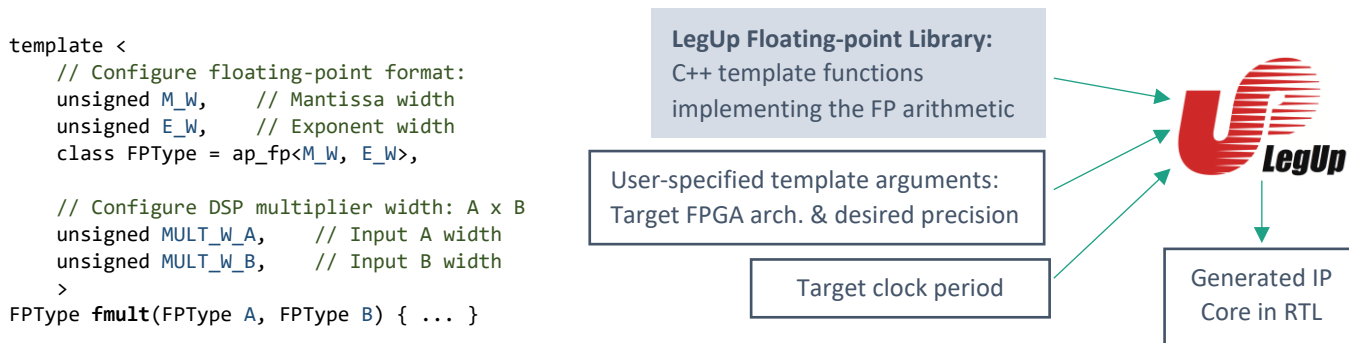 template <
    // Configure floating-point format:
    unsigned M_W,    // Mantissa width
    unsigned E_W,    // Exponent width
    class FPType = ap_fp<M_W, E_W>,

    // Configure DSP multiplier width: A x B
    unsigned MULT_W_A,    // Input A width
    unsigned MULT_W_B,    // Input B width
    >
FPType fmult(FPType A, FPType B) { ... }
LegUp Floating-point Library:
C++ template functions
implementing the FP arithmetic
User-specified template arguments:
Target FPGA arch. & desired precision
Target clock period
Up
LegUp
Generated IP
Core in RTL